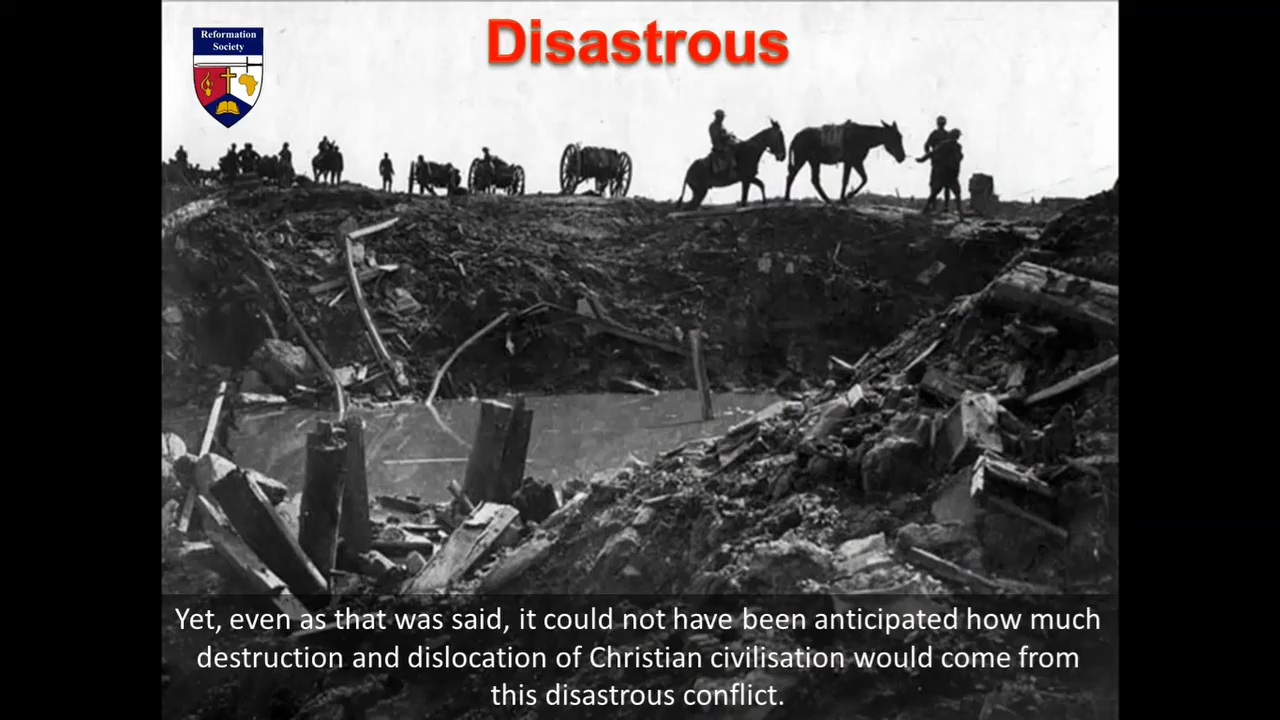 Disastrous
Reformation
Society
Yet, even as that was said, it could not have been anticipated how much
destruction and dislocation of Christian civilisation would come from
this disastrous conflict.